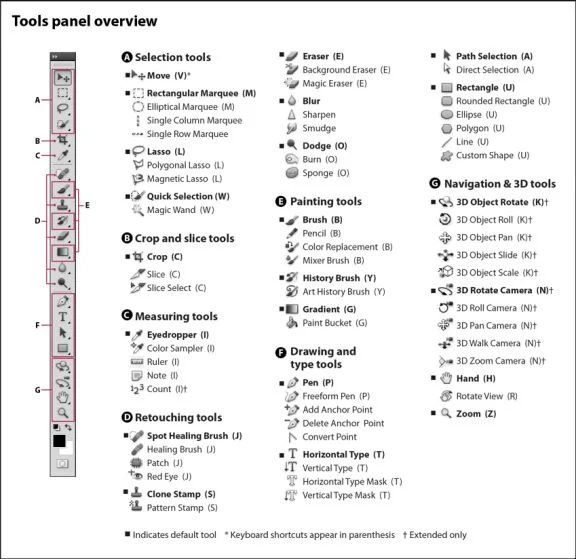 Tools panel overview
A
B
C
D
E
F
G
A Selection tools
■ Move (V)*
■ Rectangular Marquee (M)
Elliptical Marquee (M)
Single Column Marquee
Single Row Marquee
■ Lasso (L)
Polygonal Lasso (L)
Magnetic Lasso (L)
■ Quick Selection (W)
Magic Wand (W)
B Crop and slice tools
■ Crop (C)
Slice (C)
Slice Select (C)
C Measuring tools
■ Eyedropper (I)
Color Sampler (I)
Ruler (I)
Note (I)
Count (I)†
D Retouching tools
■ Spot Healing Brush (J)
Healing Brush (J)
Patch (J)
Red Eye (J)
■ Clone Stamp (S)
Pattern Stamp (S)
■ Eraser (E)
Background Eraser (E)
Magic Eraser (E)
■ Blur
Sharpen
Smudge
■ Dodge (O)
Burn (O)
Sponge (O)
E Painting tools
■ Brush (B)
Pencil (B)
Color Replacement (B)
Mixer Brush (B)
■ History Brush (Y)
Art History Brush (Y)
■ Gradient (G)
Paint Bucket (G)
F Drawing and
type tools
■ Pen (P)
Freeform Pen (P)
Add Anchor Point
Delete Anchor Point
Convert Point
■ Horizontal Type (T)
Vertical Type (T)
Horizontal Type Mask (T)
Vertical Type Mask (T)
■ Path Selection (A)
Direct Selection (A)
■ Rectangle (U)
Rounded Rectangle (U)
Ellipse (U)
Polygon (U)
Line (U)
Custom Shape (U)
G Navigation & 3D tools
■ 3D Object Rotate (K)†
3D Object Roll (K)†
3D Object Pan (K)†
3D Object Slide (K)†
3D Object Scale (K)†
■ 3D Rotate Camera (N)†
3D Roll Camera (N)†
3D Pan Camera (N)†
3D Walk Camera (N)†
3D Zoom Camera (N)†
■ Hand (H)
Rotate View (R)
■ Zoom (Z)
■ Indicates default tool * Keyboard shortcuts appear in parenthesis † Extended only